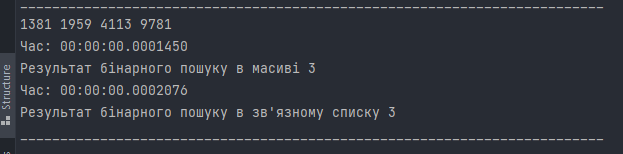 1381 1959 4113 9781
Час: 00:00:00.0001450
Результат бінарного пошуку в масиві 3
Час: 00:00:00.0002076
Результат бінарного пошуку в зв'язному списку 3
Structure